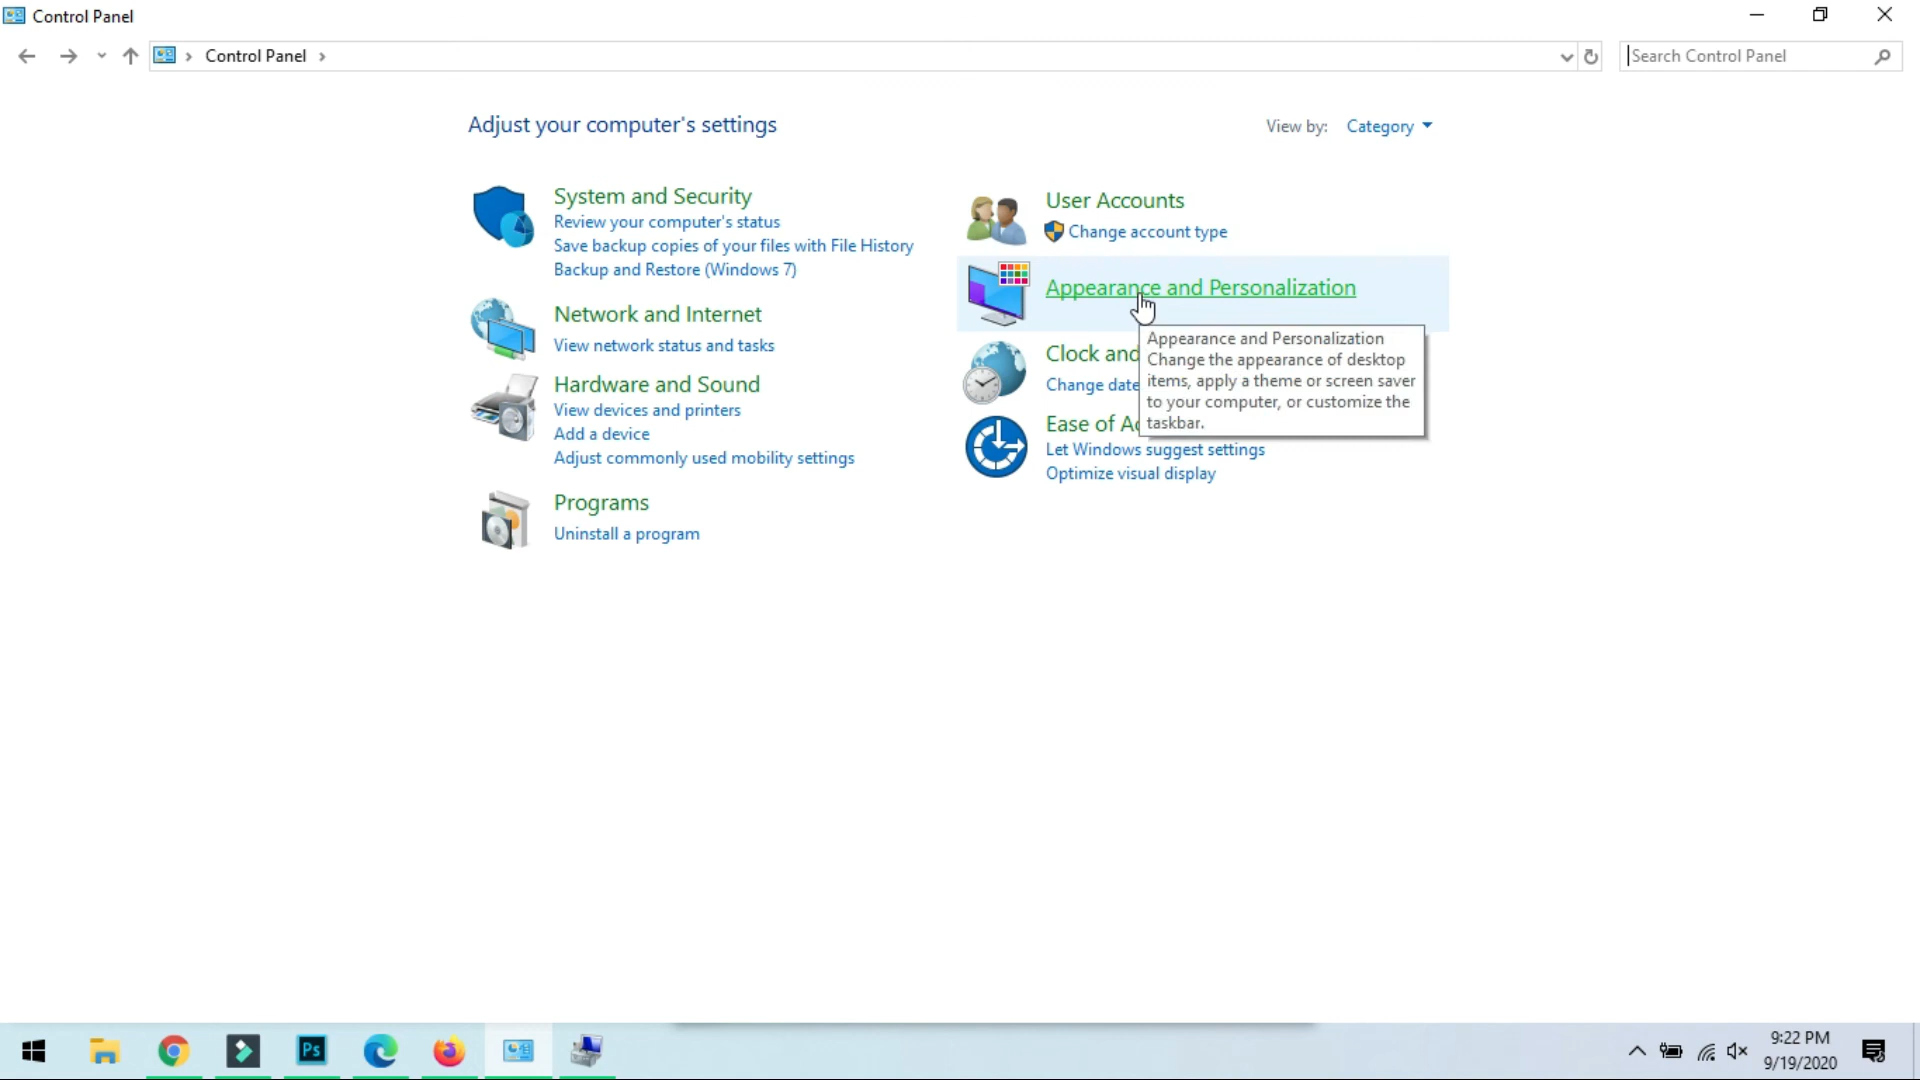 Control Panel
Control Panel
Search Control Panel
Adjust your computer's settings
View by: Category
System and Security
Review your computer's status
Save backup copies of your files with File History
Backup and Restore (Windows 7)
Network and Internet
View network status and tasks
Hardware and Sound
View devices and printers
Add a device
Adjust commonly used mobility settings
Programs
Uninstall a program
User Accounts
Change account type
Appearance and Personalization
Appearance and Personalization
Change the appearance of desktop
items, apply a theme or screen saver
to your computer, or customize the
taskbar.
Clock and
Change date
Ease of Ac
Let Windows suggest settings
Optimize visual display
Ps
9:22 PM
9/19/2020